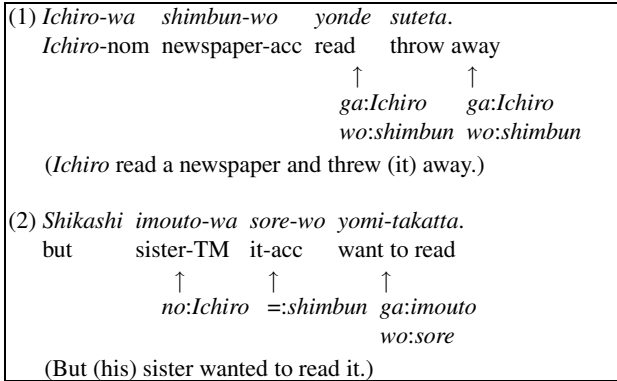 (1) Ichiro-wa shimbun-wo yonde suteta.
Ichiro-nom newspaper-acc read throw away
↑ ↑
ga:Ichiro ga:Ichiro
wo:shimbun wo:shimbun
(Ichiro read a newspaper and threw (it) away.)
(2) Shikashi imouto-wa sore-wo yomi-takatta.
but sister-TM it-acc want to read
↑ ↑ ↑
no:Ichiro =:shimbun ga:imouto
wo:sore
(But (his) sister wanted to read it.)